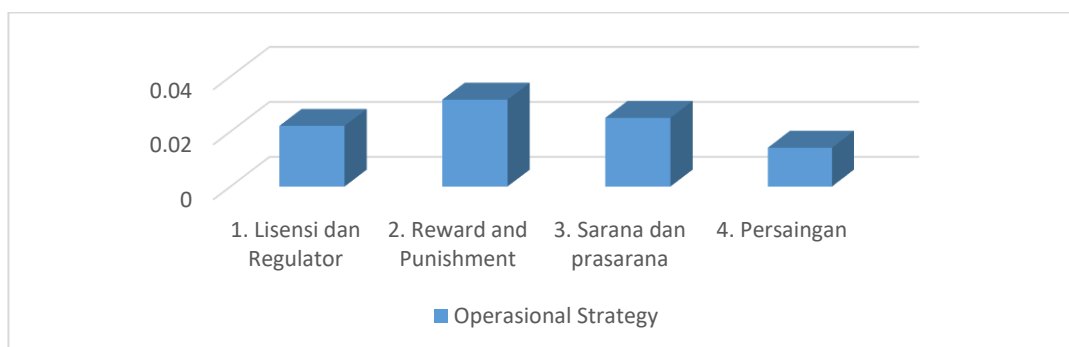 0.04
0.02
0
1. Lisensi dan
Regulator
2. Reward and
Punishment
3. Sarana dan
prasarana
4. Persaingan
Operasional Strategy